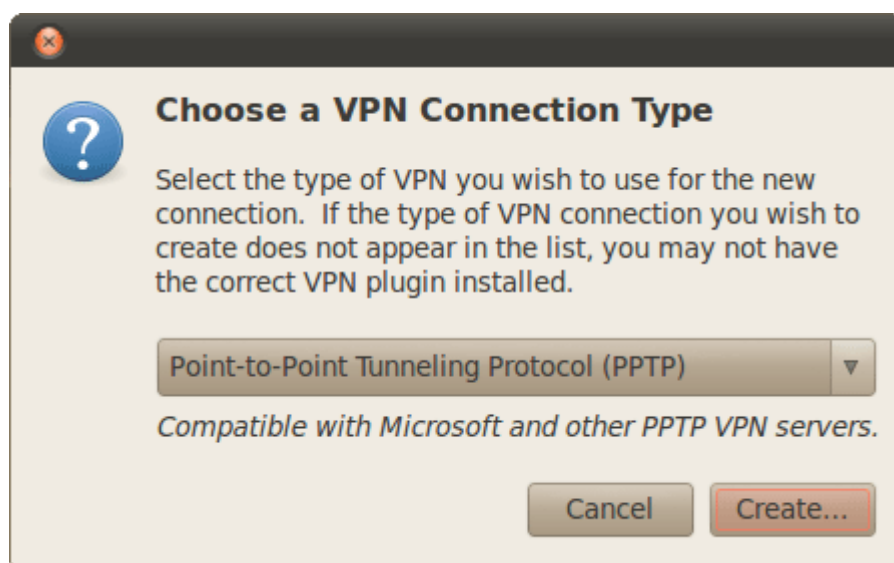 Choose a VPN Connection Type
Select the type of VPN you wish to use for the new
connection.  If the type of VPN connection you wish to
create does not appear in the list, you may not have
the correct VPN plugin installed.
Point-to-Point Tunneling Protocol (PPTP)
Compatible with Microsoft and other PPTP VPN servers.
Cancel
Create...